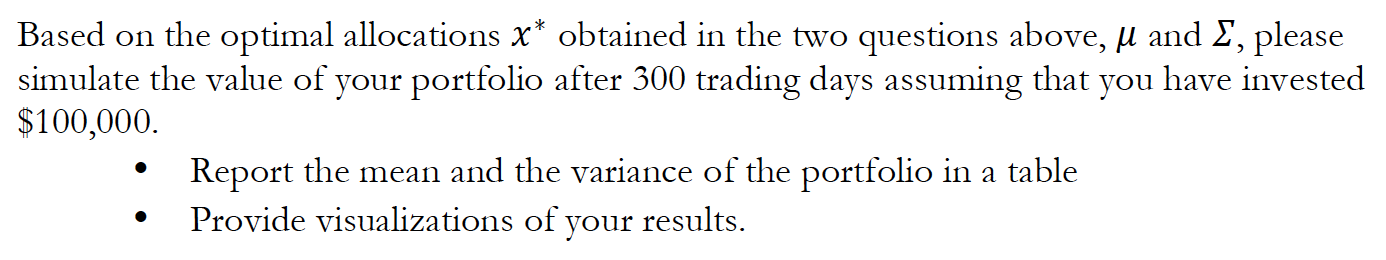 Based on the optimal allocations 𝑥* obtained in the two questions above, 𝜇 and 𝛴, please
simulate the value of your portfolio after 300 trading days assuming that you have invested
$100,000.
• Report the mean and the variance of the portfolio in a table
• Provide visualizations of your results.